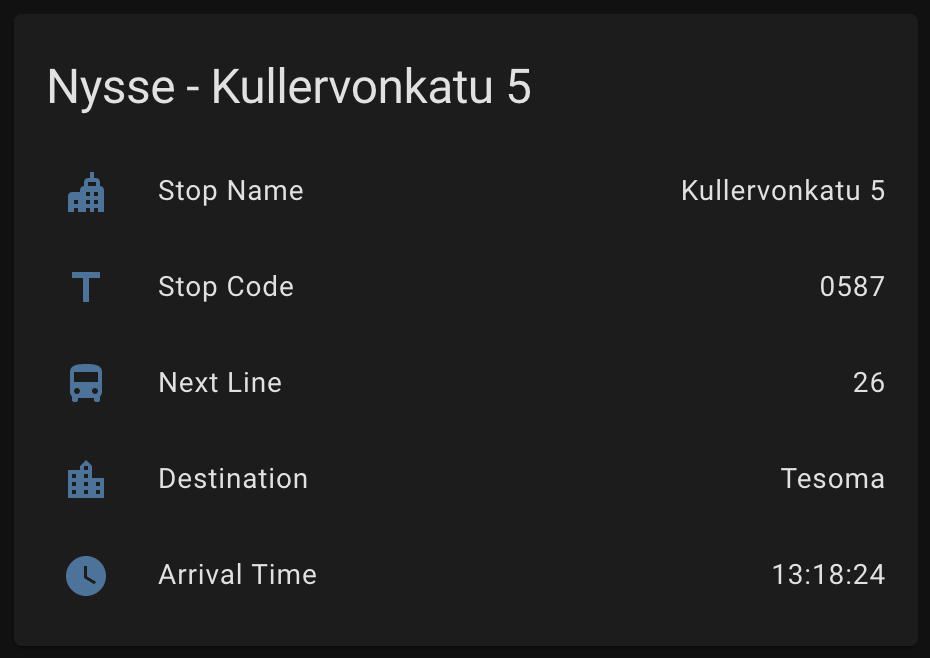 Nysse - Kullervonkatu 5
Stop Name Kullervonkatu 5
Stop Code 0587
Next Line 26
Destination Tesoma
Arrival Time 13:18:24